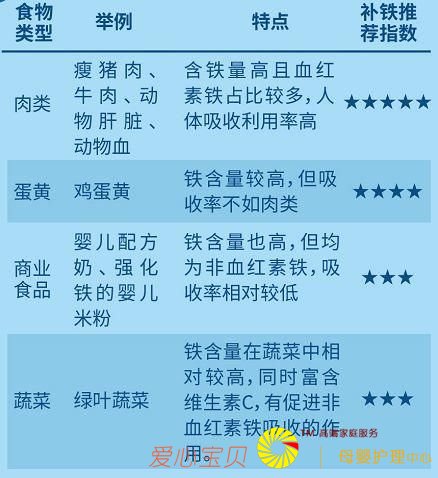 食物类型 举例 特点 补铁推荐指数
肉类
瘦猪肉、
牛肉、动
物肝脏、
动物血
含铁量高且血红
素铁占比较多，人
体吸收利用率高
★★★★★
蛋黄
鸡蛋黄
铁含量较高，但吸
收率不如肉类
★★★★
商业
食品
婴儿配方
奶、强化
铁的婴儿
米粉
铁含量也高，但均
为非血红素铁，吸
收率相对较低
★★★
蔬菜
绿叶蔬菜
铁含量在蔬菜中相
对较高，同时富含
维生素C，有促进非
血红素铁吸收的作
用。
★★★
爱心宝贝
TM 高端家庭服务
母婴护理中心